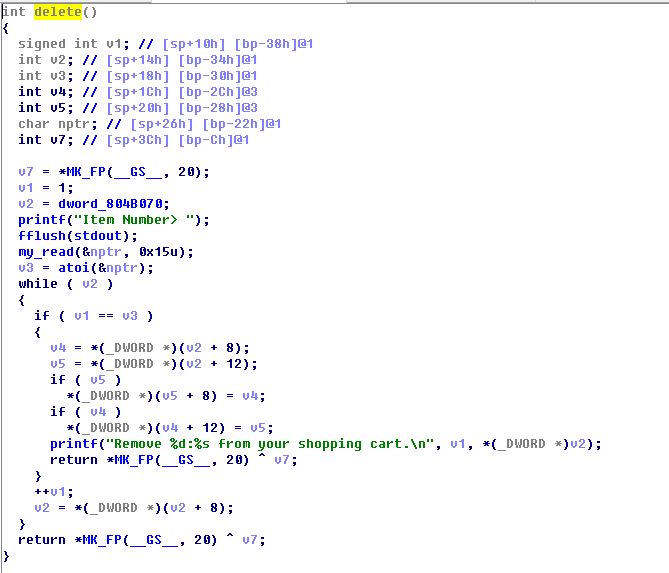 int delete()
{
  signed int v1; // [sp+10h] [bp-38h]@1
  int v2; // [sp+14h] [bp-34h]@1
  int v3; // [sp+18h] [bp-30h]@1
  int v4; // [sp+1Ch] [bp-2Ch]@3
  int v5; // [sp+20h] [bp-28h]@3
  char nptr; // [sp+26h] [bp-22h]@1
  int v7; // [sp+3Ch] [bp-Ch]@1

  v7 = *MK_FP(__GS__, 20);
  v1 = 1;
  v2 = dword_804B070;
  printf("Item Number> ");
  fflush(stdout);
  my_read(&nptr, 0x15u);
  v3 = atoi(&nptr);
  while ( v2 )
  {
    if ( v1 == v3 )
    {
      v4 = *(_DWORD *)(v2 + 8);
      v5 = *(_DWORD *)(v2 + 12);
      if ( v5 )
        *(_DWORD *)(v5 + 8) = v4;
      if ( v4 )
        *(_DWORD *)(v4 + 12) = v5;
      printf("Remove %d:%s from your shopping cart.\n", v1, *(_DWORD *)v2);
      return *MK_FP(__GS__, 20) ^ v7;
    }
    ++v1;
    v2 = *(_DWORD *)(v2 + 8);
  }
  return *MK_FP(__GS__, 20) ^ v7;
}